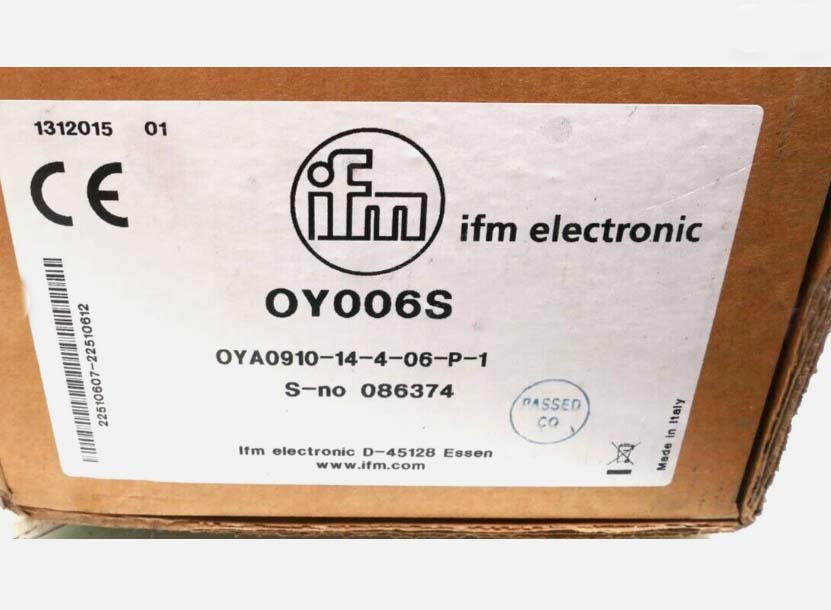 1312015 01
CE
ifm
ifm electronic
OY006S
OYA0910-14-4-06-P-1
S-no 086374
22510607-22510612
PASSED
CQ
Ifm electronic D-45128 Essen
www.ifm.com
Made in Italy